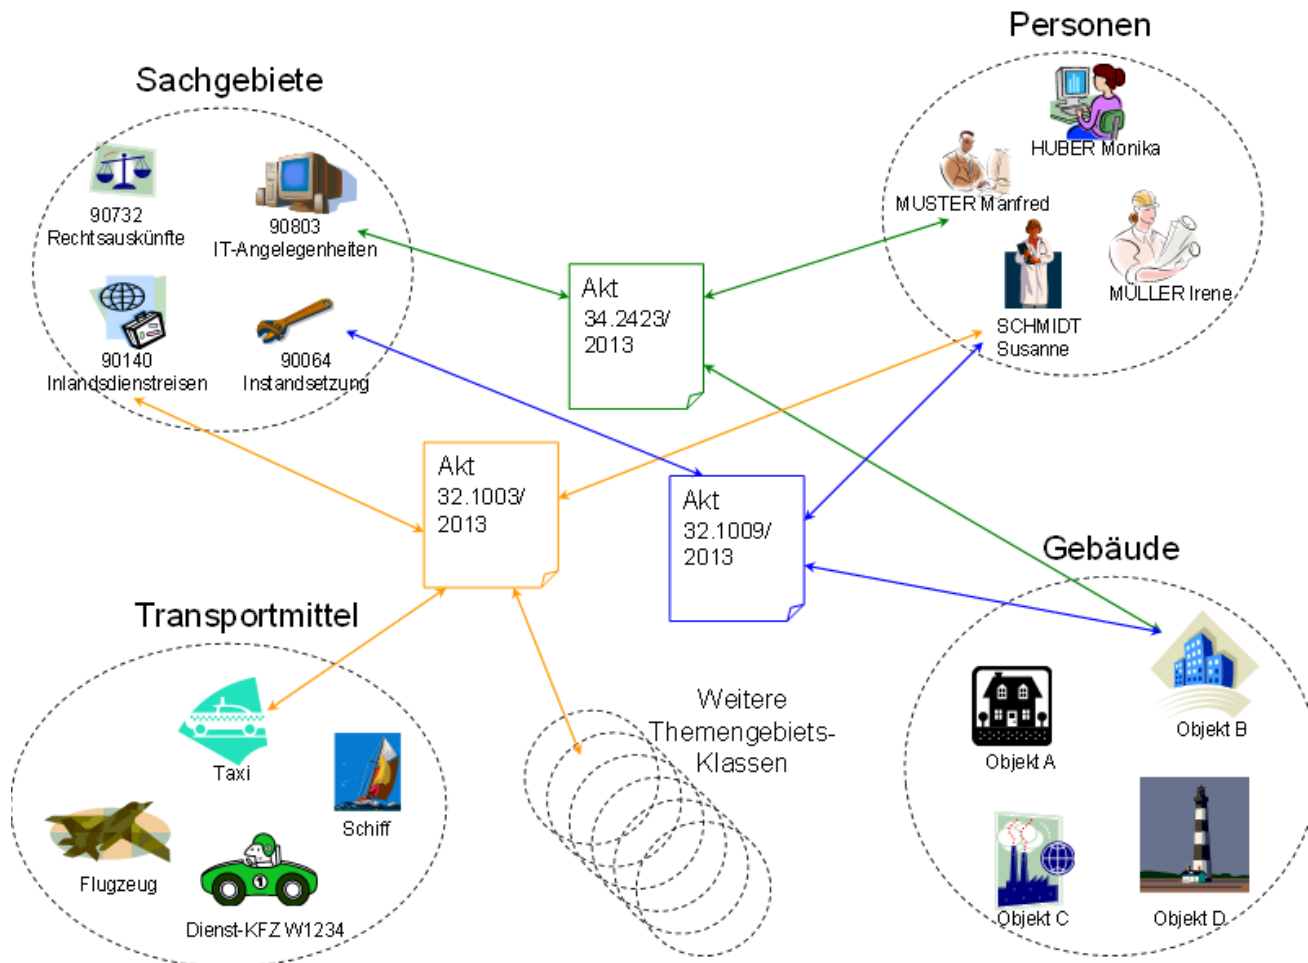 Personen
Sachgebiete
HUBER Monika
MUSTER Manfred
90732
Rechtsauskünfte
90803
IT-Angelegenheiten
MÜLLER Irene
SCHMIDT
Susanne
Akt
34.2423/
2013
90140
Inlandsdienstreisen
90064
Instandsetzung
Akt
32.1003/
2013
Akt
32.1009/
2013
Gebäude
Transportmittel
Weitere
Themengebiets-
Klassen
Objekt B
Objekt A
Taxi
Schiff
Flugzeug
1
Dienst-KFZ W1234
Objekt C
Objekt D